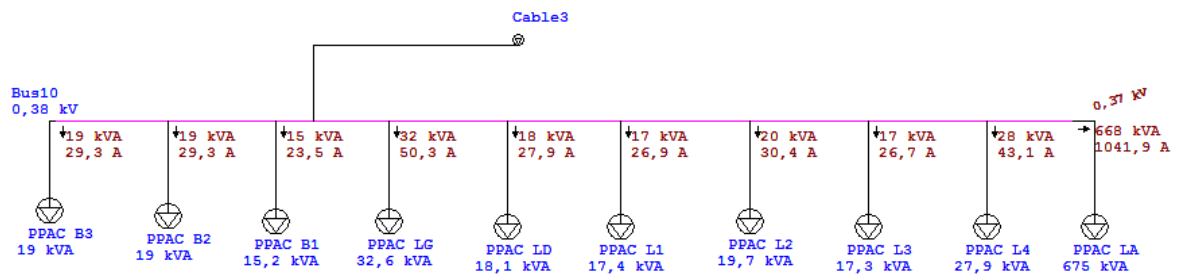 Cable3
Bus10
0,38 kV
0,37 kV
19 kVA
29,3 A
19 kVA
29,3 A
15 kVA
23,5 A
32 kVA
50,3 A
18 kVA
27,9 A
17 kVA
26,9 A
20 kVA
30,4 A
17 kVA
26,7 A
28 kVA
43,1 A
668 kVA
1041,9 A
PPAC B3
19 kVA
PPAC B2
19 kVA
PPAC B1
15,2 kVA
PPAC LG
32,6 kVA
PPAC LD
18,1 kVA
PPAC L1
17,4 kVA
PPAC L2
19,7 kVA
PPAC L3
17,3 kVA
PPAC L4
27,9 kVA
PPAC LA
675 kVA